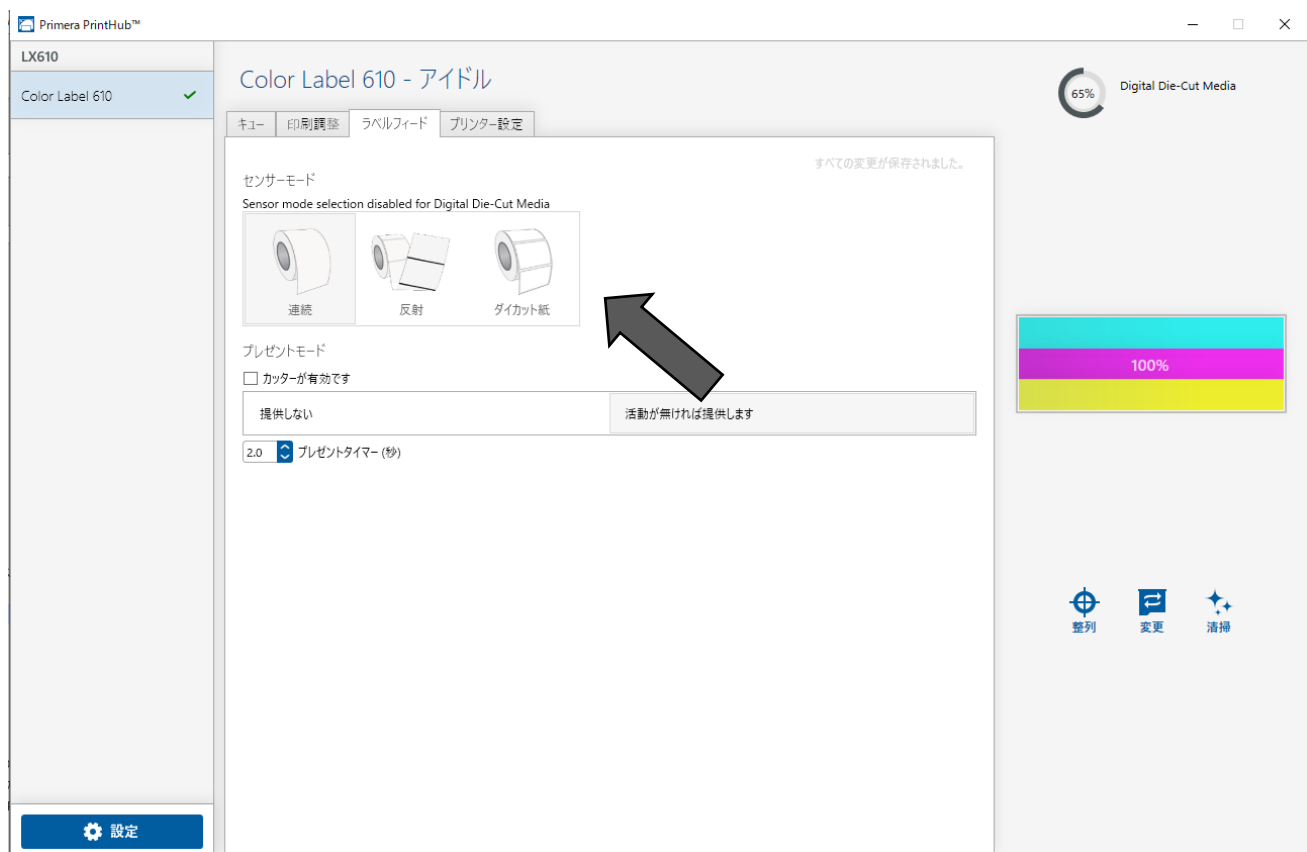 Primera PrintHub™
LX610
Color Label 610
Color Label 610 - アイドル
65%
Digital Die-Cut Media
キュー
印刷調整
ラベルフィード
プリンター設定
すべての変更が保存されました。
センサーモード
Sensor mode selection disabled for Digital Die-Cut Media
連続
反射
ダイカット紙
プレゼントモード
カッターが有効です
提供しない
活動が無ければ提供します
2.0
プレゼントタイマー (秒)
100%
整列
変更
清掃
設定